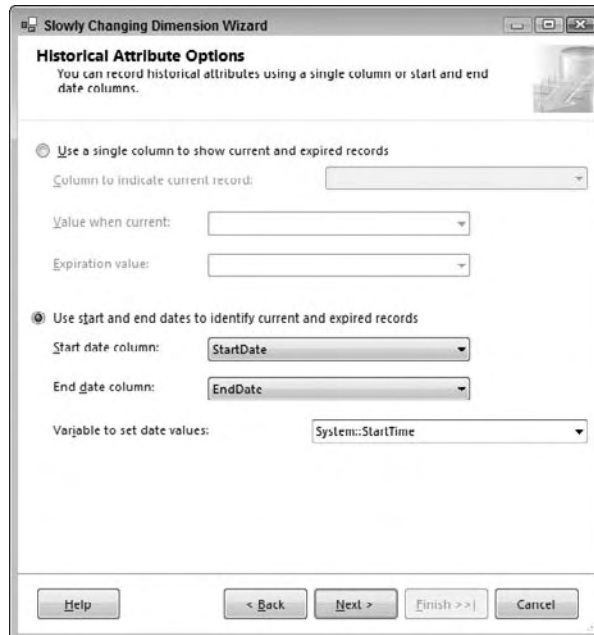 Slowly Changing Dimension Wizard
Historical Attribute Options
You can record historical attributes using a single column or start and end
date columns.
Use a single column to show current and expired records
Column to indicate current record:
Value when current:
Expiration value:
Use start and end dates to identify current and expired records
Start date column: StartDate
End date column: EndDate
Variable to set date values: System::StartTime
Help < Back Next > Finish >>| Cancel